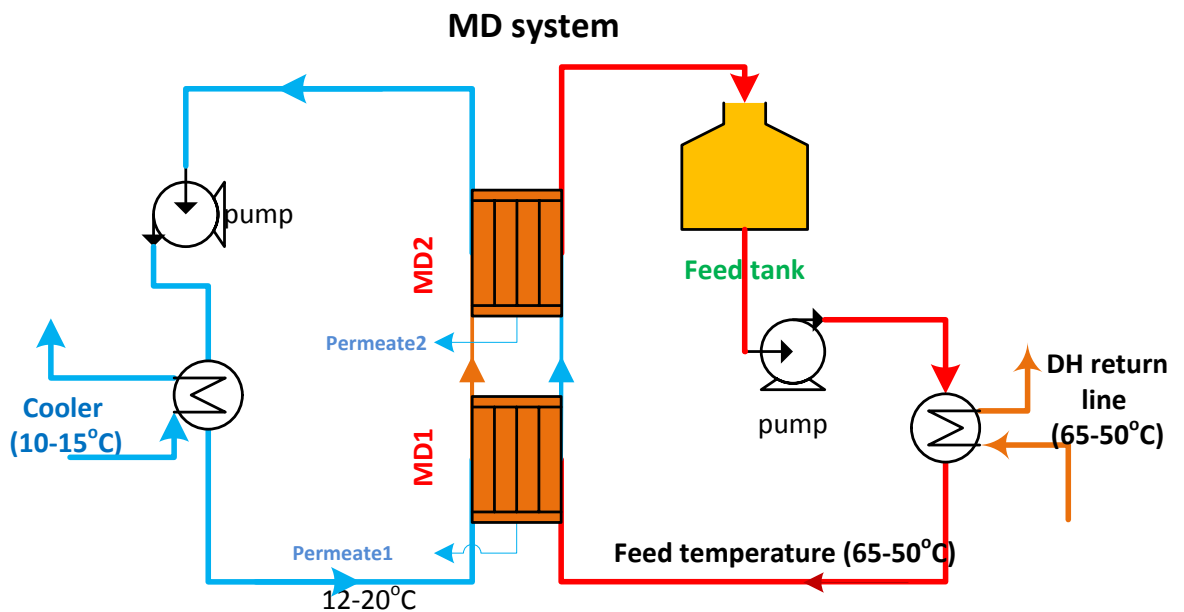 MD system
pump
MD2
Feed tank
Permeate2
DH return
line
(65-50°C)
Cooler
(10-15°C)
MD1
pump
Permeate1
Feed temperature (65-50°C)
12-20°C